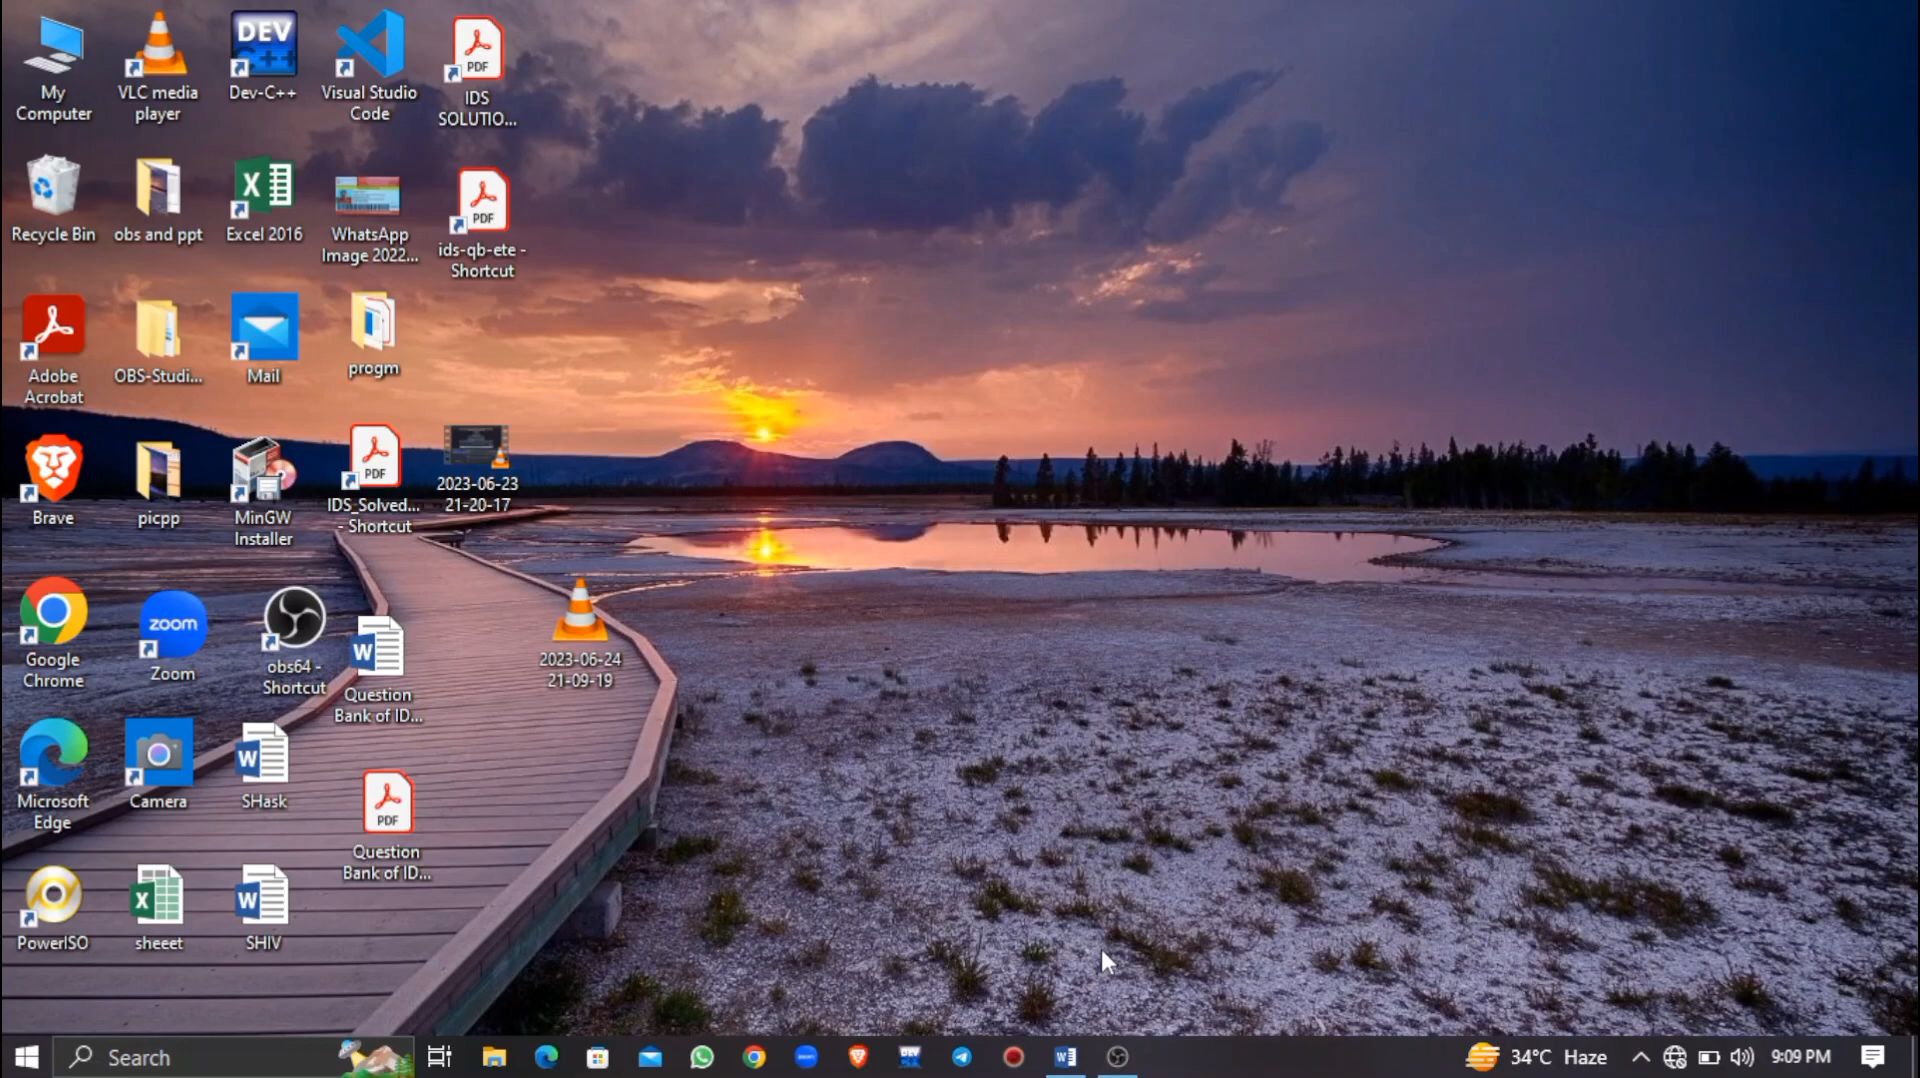 My
Computer
VLC media
player
DEV
C++
Dev-C++
Visual Studio
Code
PDF
IDS
SOLUTIO...
Recycle Bin
obs and ppt
X
Excel 2016
WhatsApp
Image 2022...
PDF
ids-qb-ete -
Shortcut
Adobe
Acrobat
OBS-Studi...
Mail
progm
Brave
picpp
MinGW
Installer
PDF
IDS_Solved...
- Shortcut
2023-06-23
21-20-17
Google
Chrome
zoom
Zoom
obs64 -
Shortcut
W
Question
Bank of ID...
2023-06-24
21-09-19
Microsoft
Edge
Camera
W
SHask
PDF
Question
Bank of ID...
PowerISO
X
sheeet
W
SHIV
Search
zoom
DEV
W
34°C Haze
9:09 PM